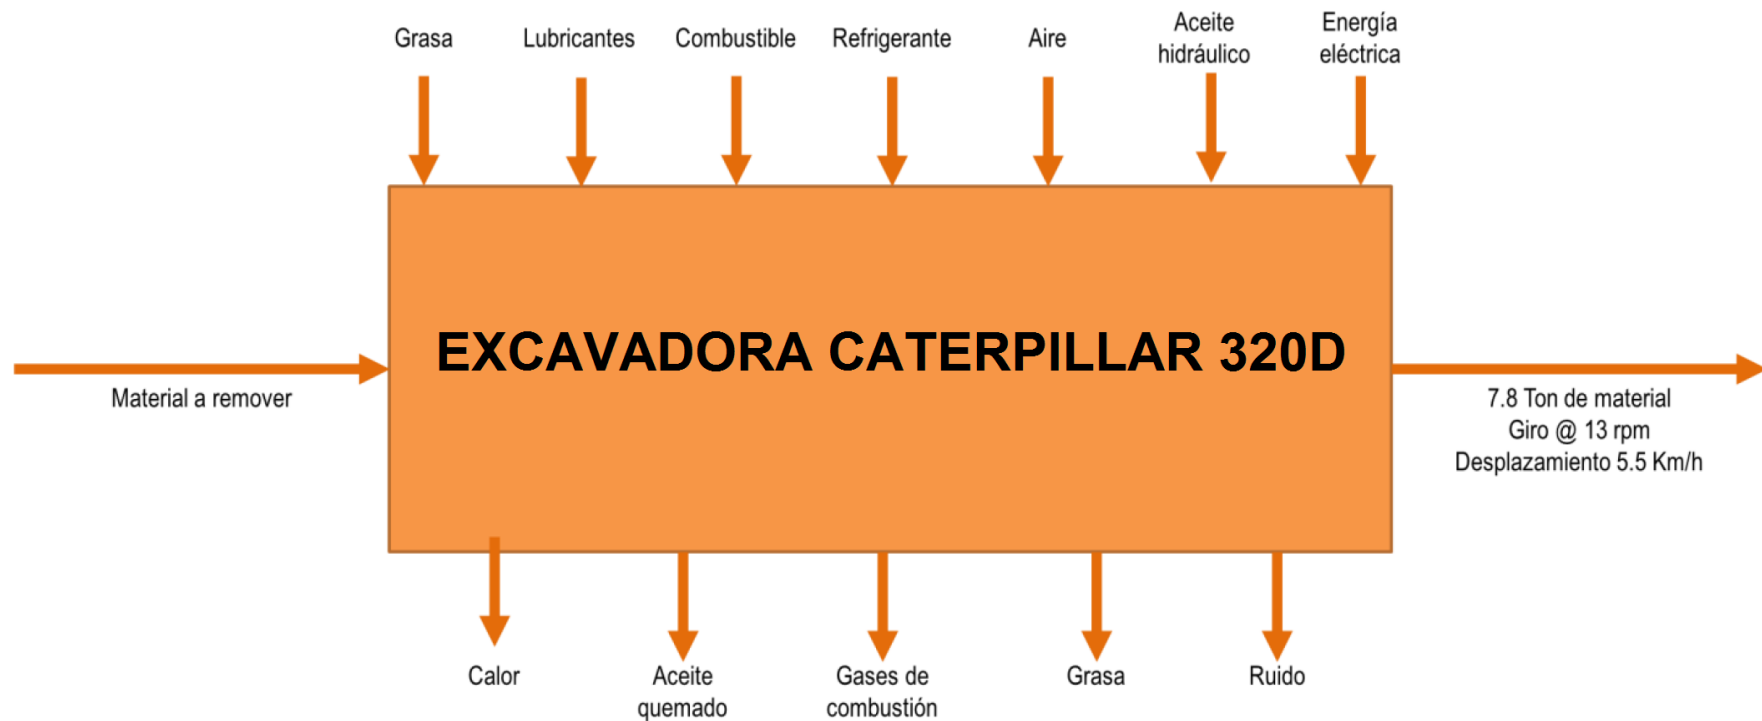 Grasa
Lubricantes
Combustible
Refrigerante
Aire
Aceite
hidráulico
Energía
eléctrica
EXCAVADORA CATERPILLAR 320D
Material a remover
7.8 Ton de material
Giro @ 13 rpm
Desplazamiento 5.5 Km/h
Calor
Aceite
quemado
Gases de
combustión
Grasa
Ruido